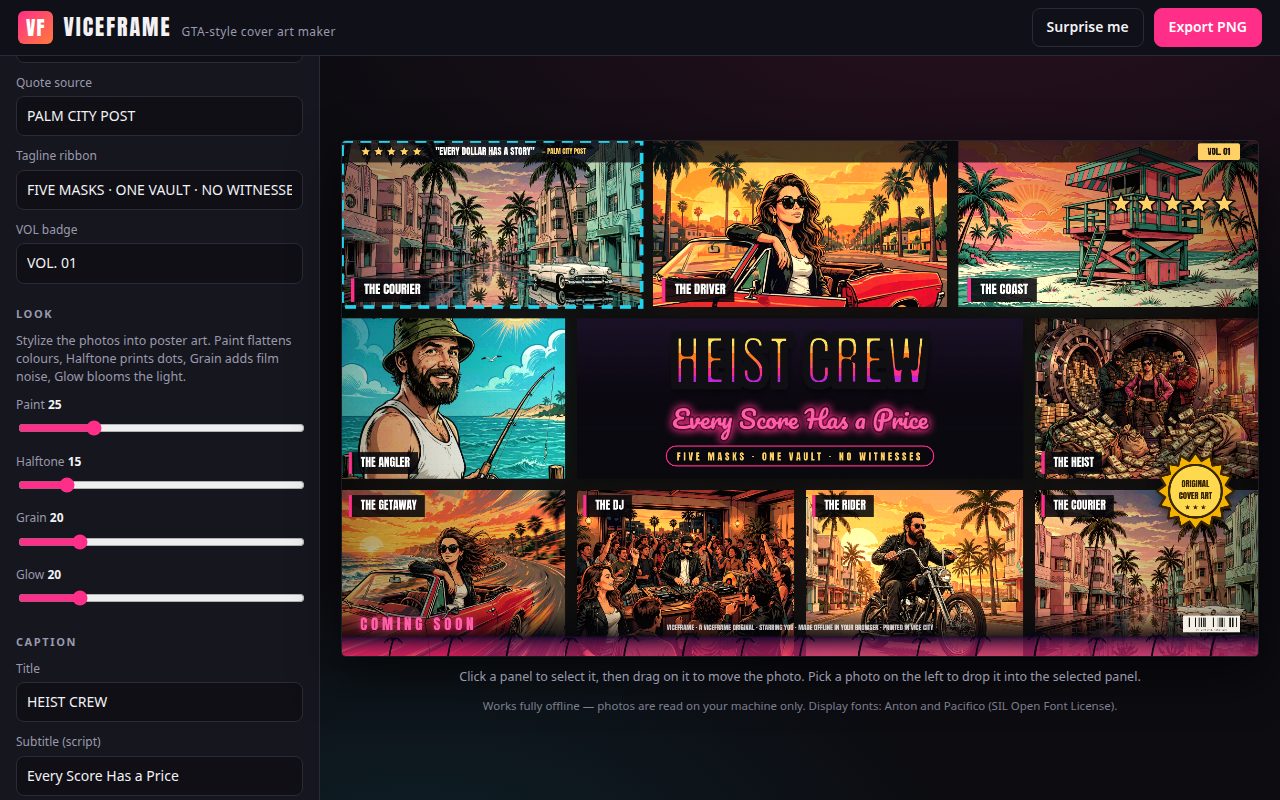 VF VICEFRAME GTA-style cover art maker
Surprise me
Export PNG
Quote source
PALM CITY POST
Tagline ribbon
FIVE MASKS · ONE VAULT · NO WITNESSE
VOL badge
VOL. 01
LOOK
Stylize the photos into poster art. Paint flattens
colours, Halftone prints dots, Grain adds film
noise, Glow blooms the light.
Paint 25
Halftone 15
Grain 20
Glow 20
CAPTION
Title
HEIST CREW
Subtitle (script)
Every Score Has a Price
"EVERY DOLLAR HAS A STORY" – PALM CITY POST
VOL. 01
THE COURIER
THE DRIVER
THE COAST
THE ANGLER
HEIST CREW
Every Score Has a Price
FIVE MASKS · ONE VAULT · NO WITNESSES
THE HEIST
ORIGINAL
COVER ART
THE GETAWAY
THE DJ
THE RIDER
THE COURIER
COMING SOON
VICEFRAME · A VICEFRAME ORIGINAL · STARRING YOU · MADE OFFLINE IN YOUR BROWSER · PRINTED IN VICE CITY
Click a panel to select it, then drag on it to move the photo. Pick a photo on the left to drop it into the selected panel.
Works fully offline — photos are read on your machine only. Display fonts: Anton and Pacifico (SIL Open Font License).